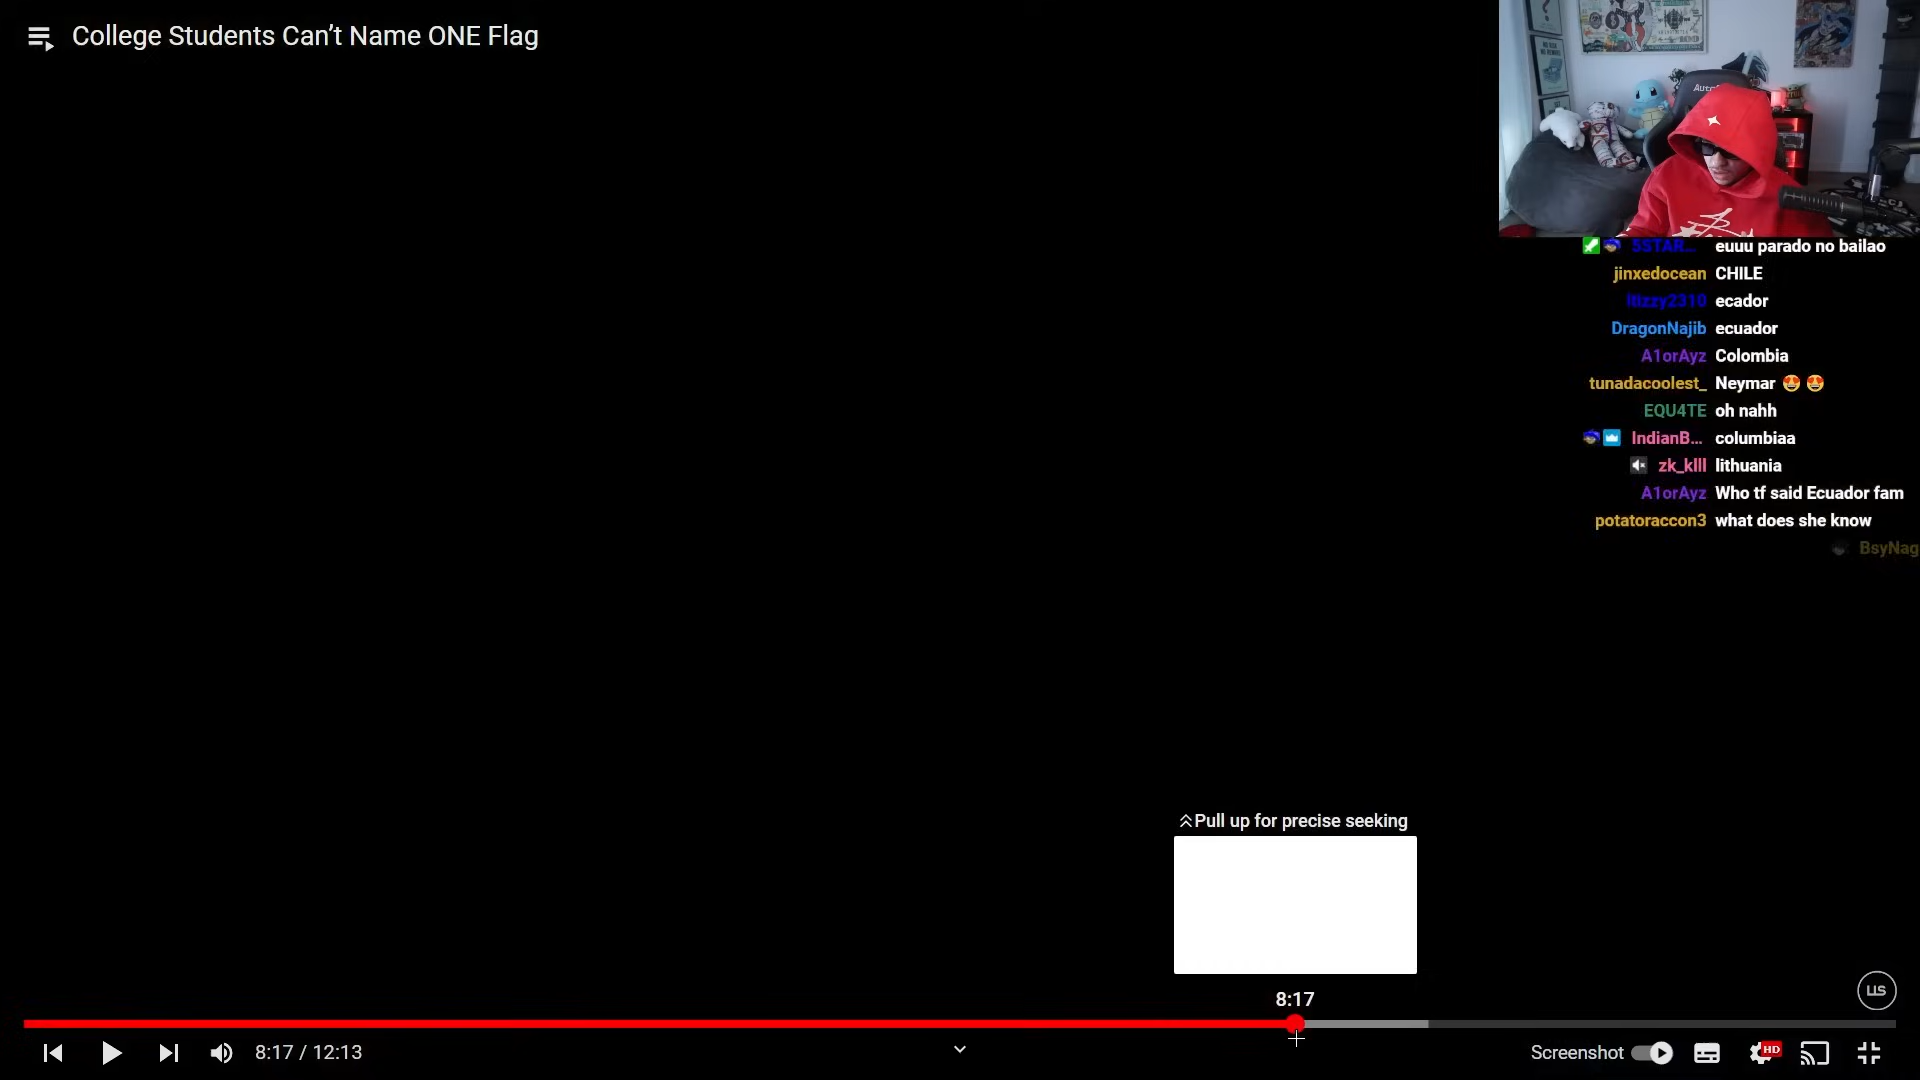 College Students Can’t Name ONE Flag
5STAR... euuu parado no bailao
jinxedocean CHILE
ecador
DragonNajib ecuador
A1orAyz Colombia
tunadacoolest_ Neymar 😍 😍
EQU4TE oh nahh
IndianB... columbiaa
zk_klll lithuania
A1orAyz Who tf said Ecuador fam
potatoraccon3 what does she know
BsyNag
Pull up for precise seeking
8:17
8:17 / 12:13
Screenshot
HD